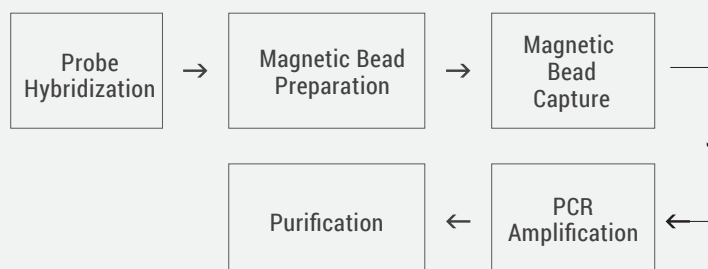 Probe
Hybridization
Magnetic Bead
Preparation
Magnetic
Bead
Capture
PCR
Amplification
Purification